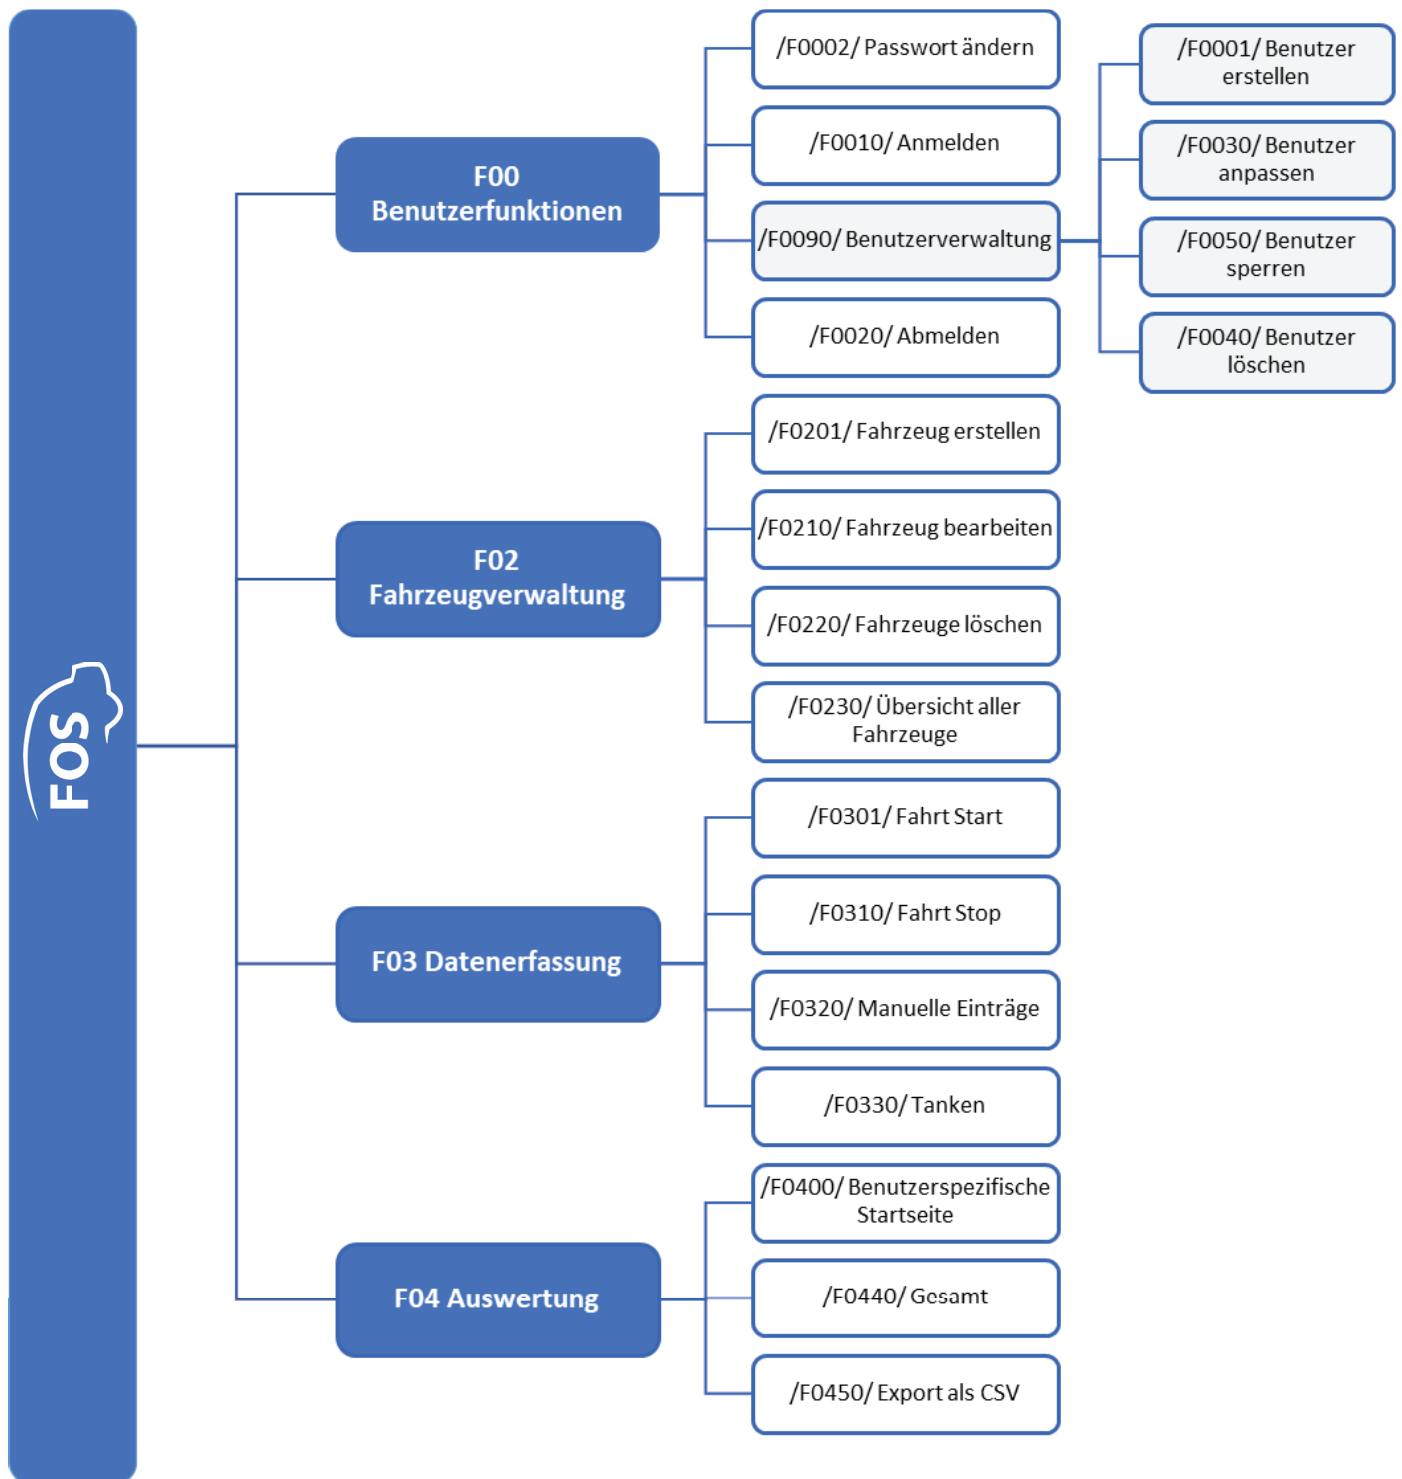 FOS
F00
Benutzerfunktionen
/F0002/ Passwort ändern
/F0010/ Anmelden
/F0090/ Benutzerverwaltung
/F0001/ Benutzer
erstellen
/F0030/ Benutzer
anpassen
/F0050/ Benutzer
sperren
/F0040/ Benutzer
löschen
/F0020/ Abmelden
F02
Fahrzeugverwaltung
/F0201/ Fahrzeug erstellen
/F0210/ Fahrzeug bearbeiten
/F0220/ Fahrzeuge löschen
/F0230/ Übersicht aller
Fahrzeuge
F03 Datenerfassung
/F0301/ Fahrt Start
/F0310/ Fahrt Stop
/F0320/ Manuelle Einträge
/F0330/ Tanken
F04 Auswertung
/F0400/ Benutzerspezifische
Startseite
/F0440/ Gesamt
/F0450/ Export als CSV